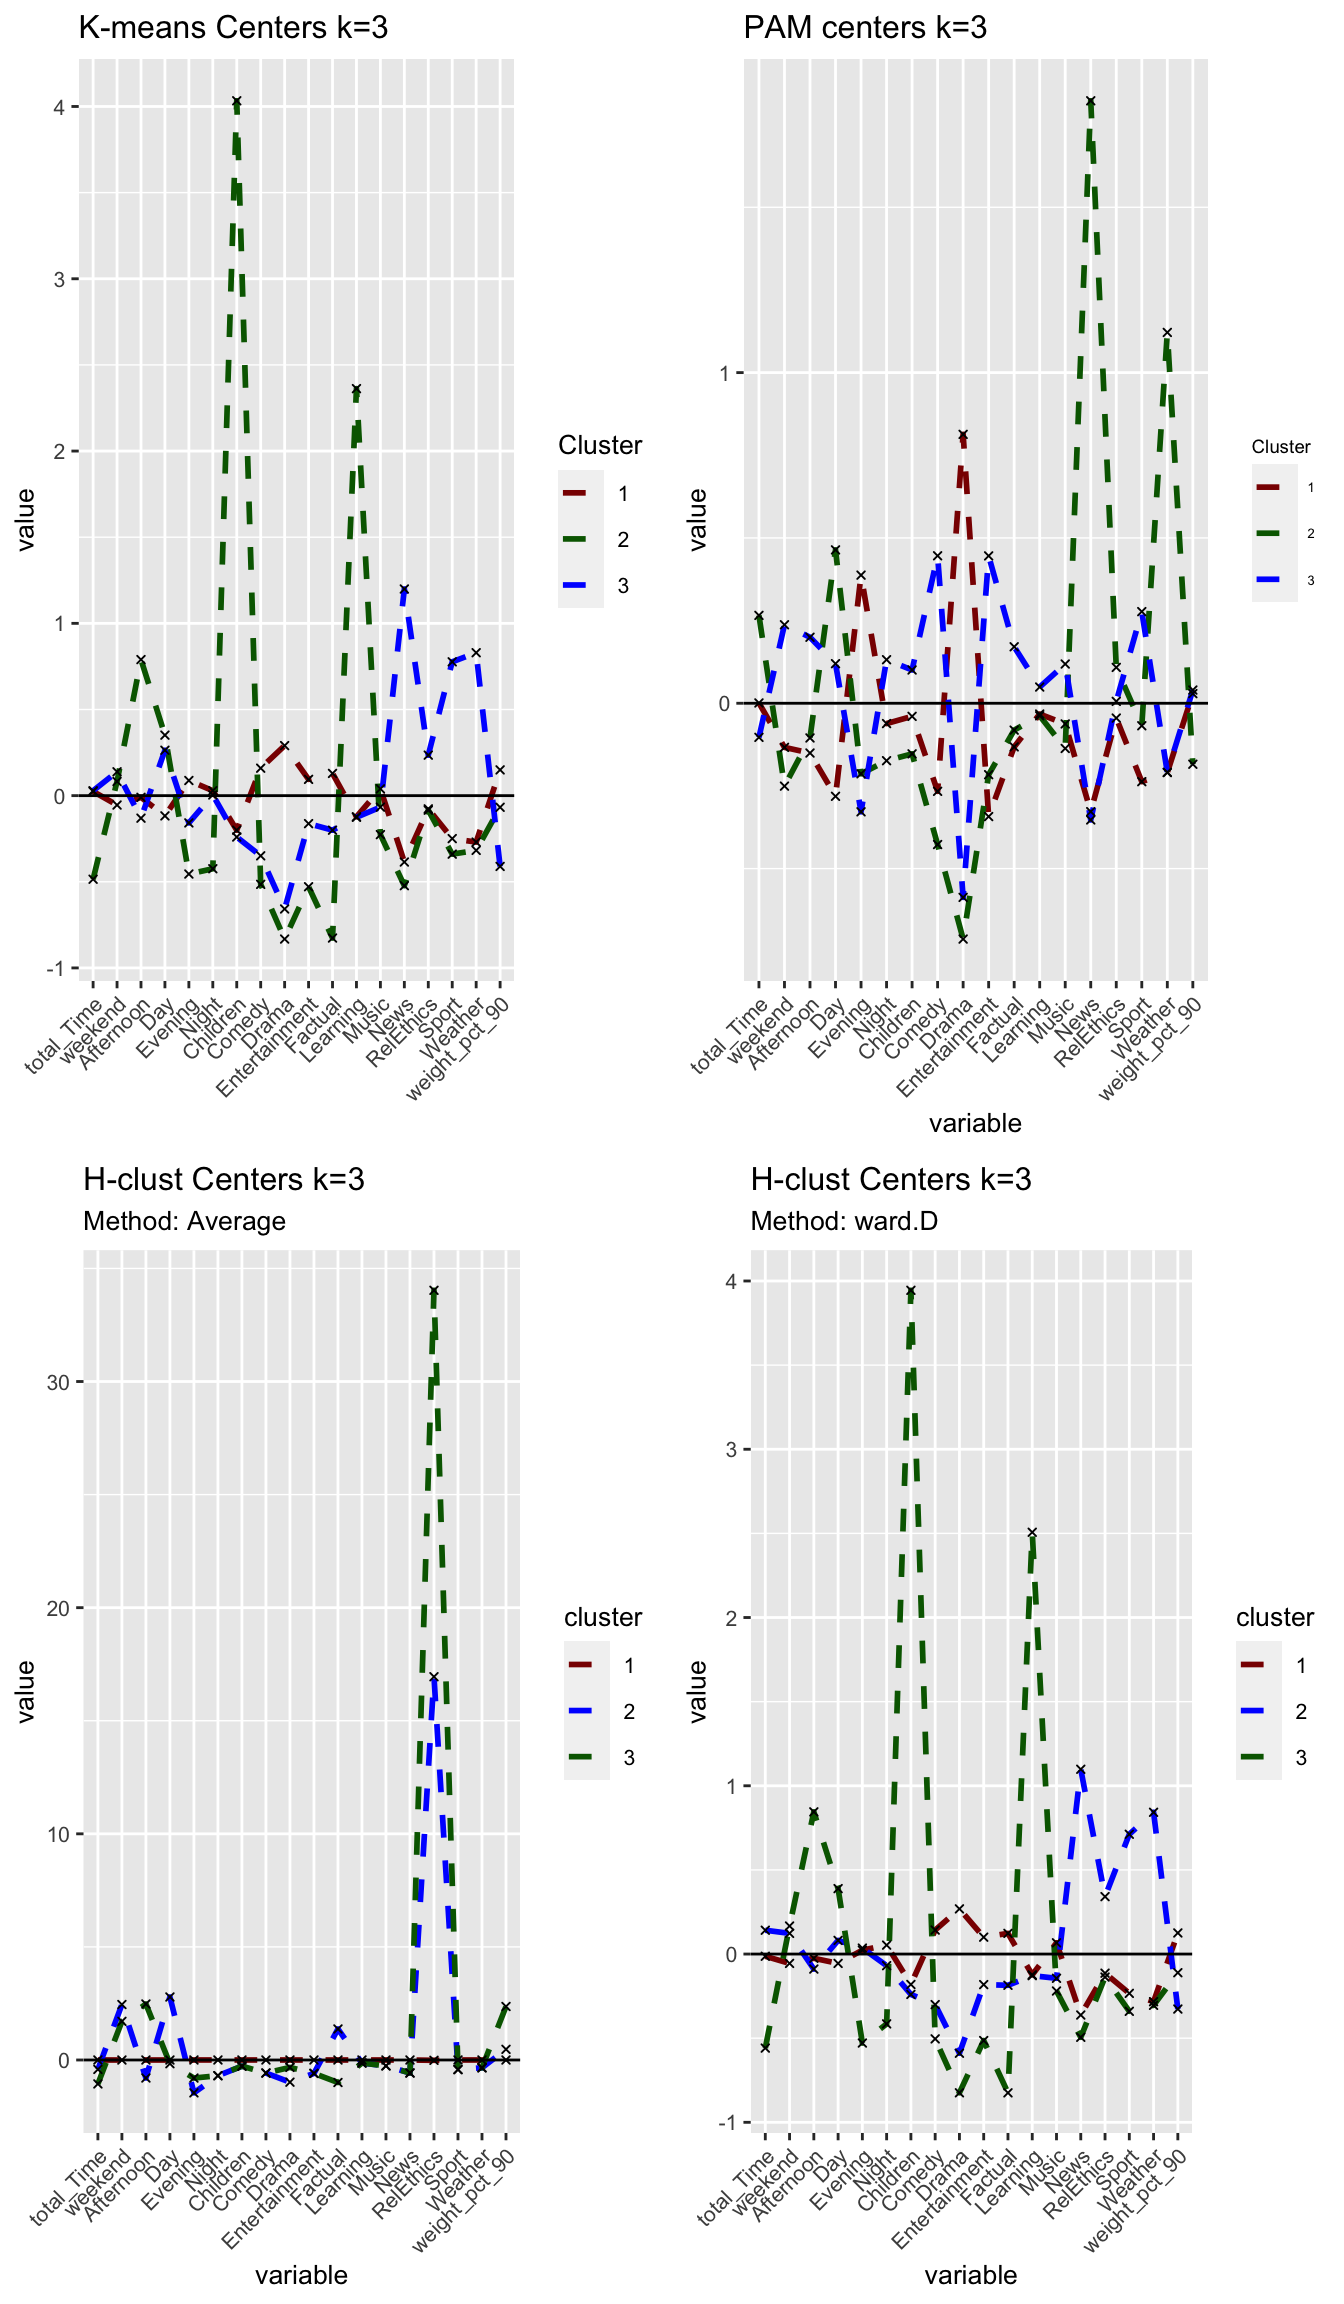 K-means Centers k=3
value
4
3
2
1
0
-1
total_Time
weekend
Afternoon
Day
Evening
Night
Children
Comedy
Drama
Entertainment
Factual
Learning
Music
News
RelEthics
Sport
Weather
weight_pct_90
Cluster
1
2
3
PAM centers k=3
value
1
0
total_Time
weekend
Afternoon
Day
Evening
Night
Children
Comedy
Drama
Entertainment
Factual
Learning
Music
News
RelEthics
Sport
Weather
weight_pct_90
variable
Cluster
1
2
3
H-clust Centers k=3
Method: Average
value
30
20
10
0
total_Time
weekend
Afternoon
Day
Evening
Night
Children
Comedy
Drama
Entertainment
Factual
Learning
Music
News
RelEthics
Sport
Weather
weight_pct_90
variable
cluster
1
2
3
H-clust Centers k=3
Method: ward.D
value
4
3
2
1
0
-1
total_Time
weekend
Afternoon
Day
Evening
Night
Children
Comedy
Drama
Entertainment
Factual
Learning
Music
News
RelEthics
Sport
Weather
weight_pct_90
variable
cluster
1
2
3